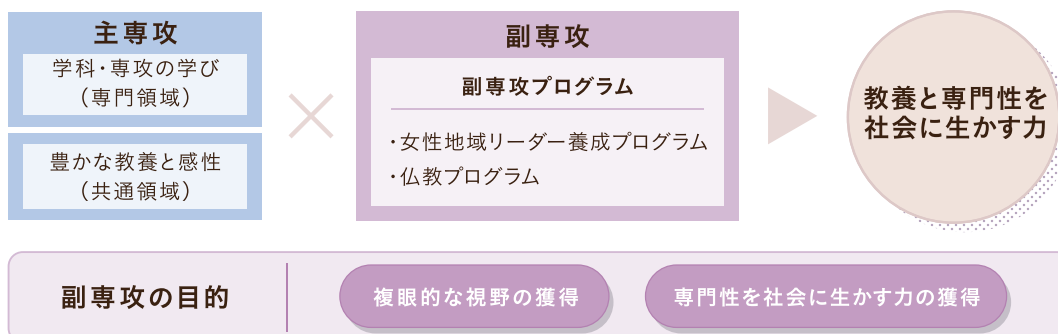 主専攻
学科・専攻の学び
（専門領域）
豊かな教養と感性
（共通領域）
×
副専攻
副専攻プログラム
・女性地域リーダー養成プログラム
・仏教プログラム
教養と専門性を
社会に生かす力
副専攻の目的
複眼的な視野の獲得
専門性を社会に生かす力の獲得